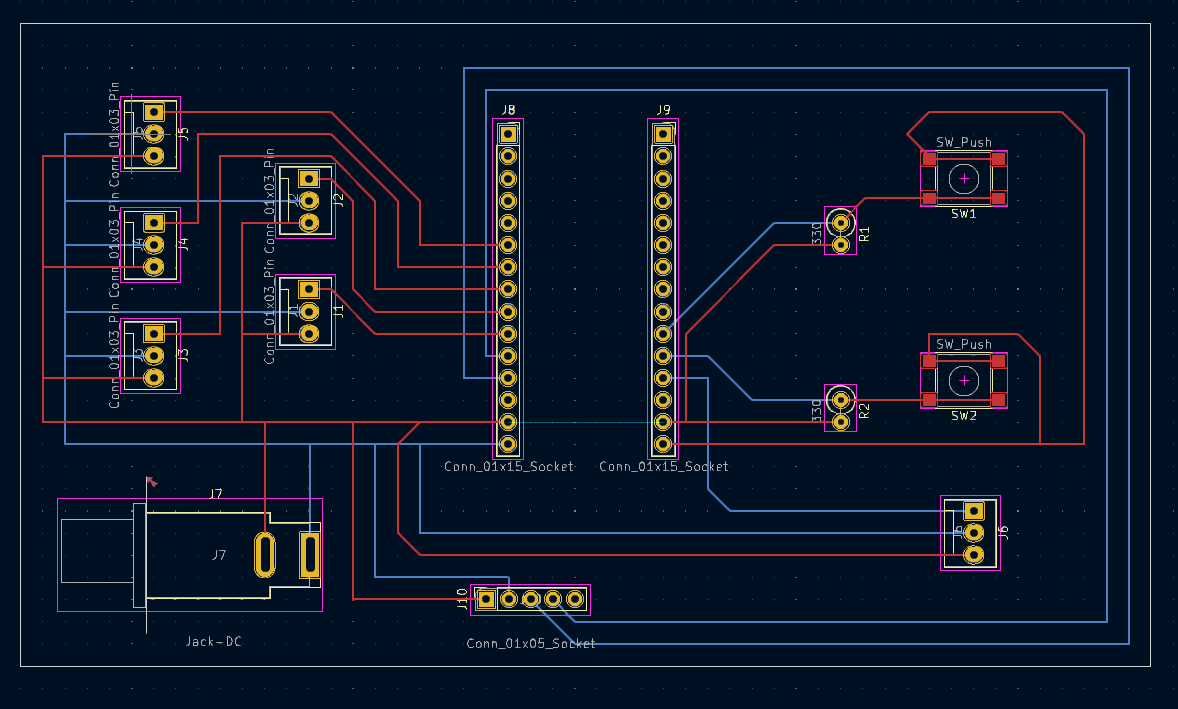 J8
J9
Conn_01x03_Pin
J5
J5
SW_Push
SW1
Conn_01x03_Pin
J2
J2
Conn_01x03_Pin
J4
J4
330
R1
Conn_01x03_Pin
J1
J1
Conn_01x03_Pin
J3
J3
SW_Push
SW2
330
R2
Conn_01x15_Socket
Conn_01x15_Socket
J7
J7
J6
J6
J10
Jack-DC
Conn_01x05_Socket